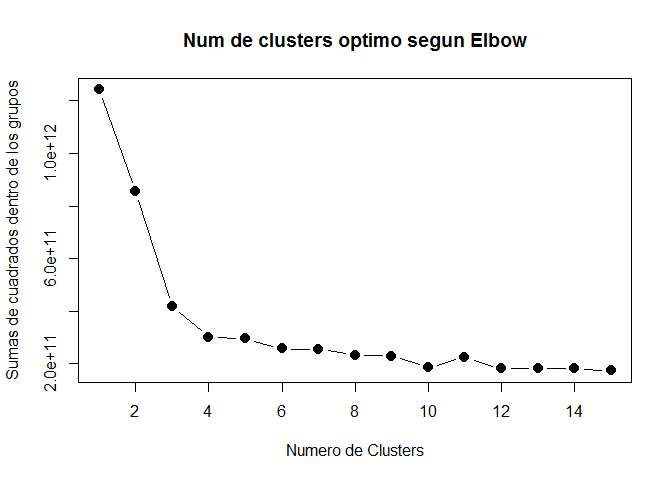 Num de clusters optimo segun Elbow
Sumas de cuadrados dentro de los grupos
1.0e+12
6.0e+11
2.0e+11
2 4 6 8 10 12 14
Numero de Clusters